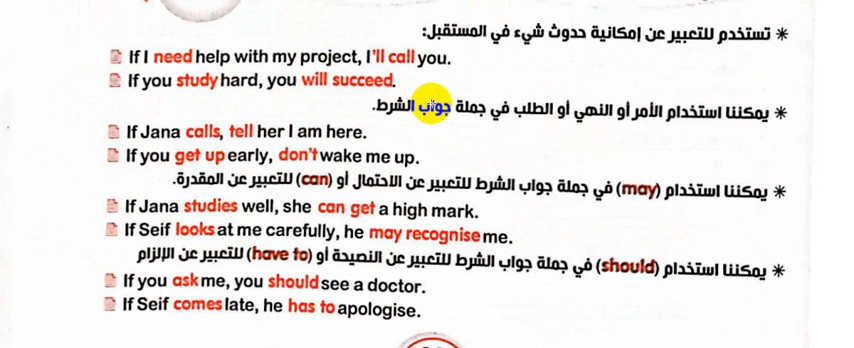 * تستخدم للتعبير عن إمكانية حدوث شيء في المستقبل:
If I need help with my project, I'll call you.
If you study hard, you will succeed.
* يمكننا استخدام الأمر أو النهي أو الطلب في جملة جواب الشرط.
If Jana calls, tell her I am here.
If you get up early, don't wake me up.
* يمكننا استخدام (may) في جملة جواب الشرط للتعبير عن الاحتمال أو (can) للتعبير عن المقدرة.
If Jana studies well, she can get a high mark.
If Seif looks at me carefully, he may recognise me.
* يمكننا استخدام (should) في جملة جواب الشرط للتعبير عن النصيحة أو (have to) للتعبير عن الإلزام
If you ask me, you should see a doctor.
If Seif comes late, he has to apologise.